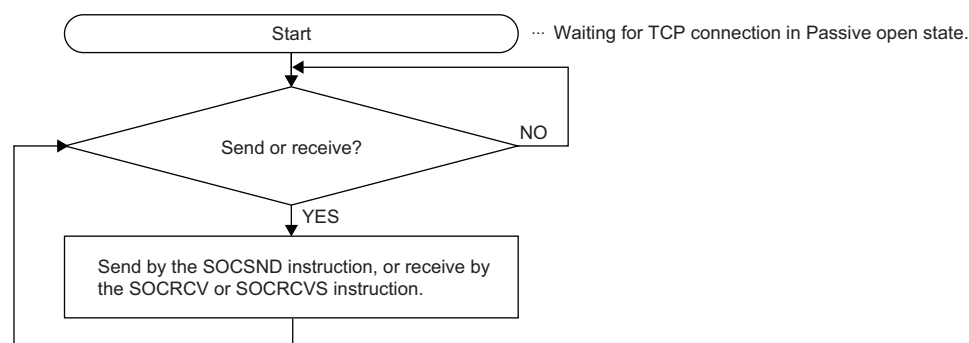 Start
··· Waiting for TCP connection in Passive open state.
Send or receive?
NO
YES
Send by the SOCSND instruction, or receive by
the SOCRCV or SOCRCVS instruction.